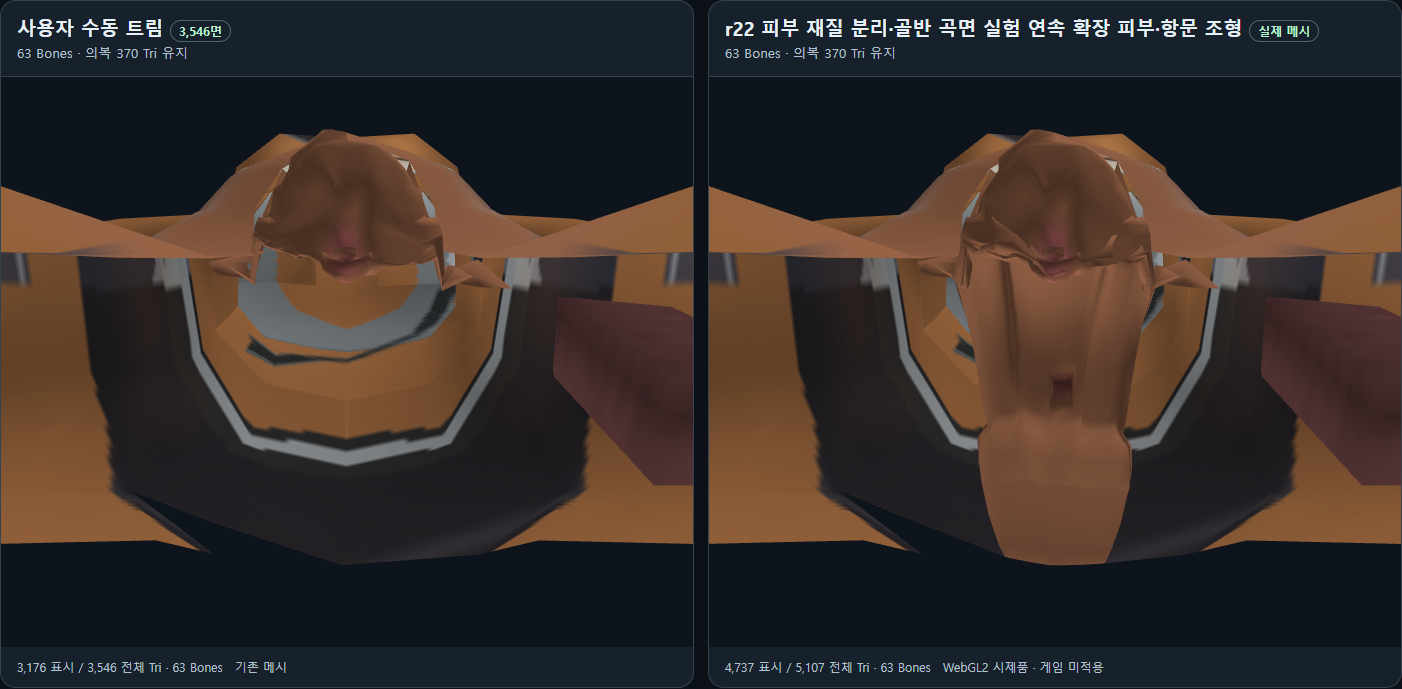 사용자 수동 트림 3,546면
63 Bones · 의복 370 Tri 유지
3,176 표시 / 3,546 전체 Tri · 63 Bones 기존 메시
r22 피부 재질 분리·골반 곡면 실험 연속 확장 피부·항문 조형 실제 메시
63 Bones · 의복 370 Tri 유지
4,737 표시 / 5,107 전체 Tri · 63 Bones WebGL2 시제품 · 게임 미적용